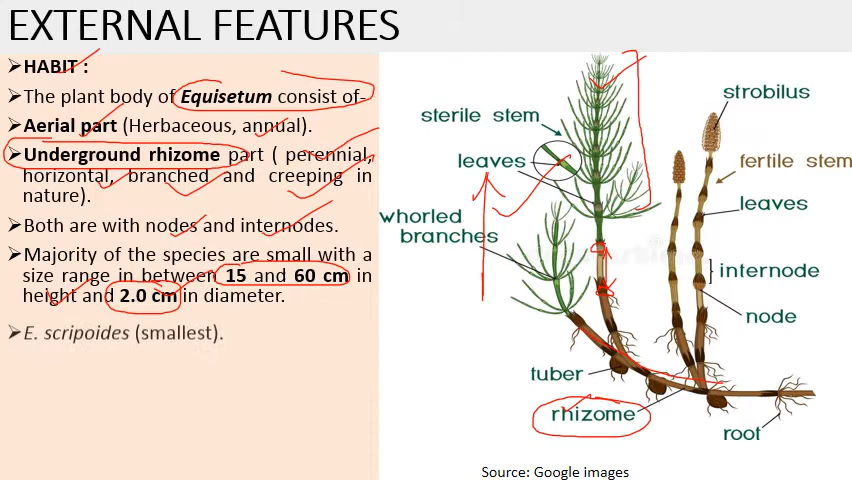 EXTERNAL FEATURES
➢HABIT :
➢The plant body of Equisetum consist of-
➢Aerial part (Herbaceous, annual).
➢Underground rhizome part ( perennial,
horizontal, branched and creeping in
nature).
➢Both are with nodes and internodes.
➢Majority of the species are small with a
size range in between 15 and 60 cm in
height and 2.0 cm in diameter.
➢E. scripoides (smallest).
strobilus
sterile stem
leaves
fertile stem
leaves
whorled
branches
internode
node
tuber
rhizome
root
Source: Google images